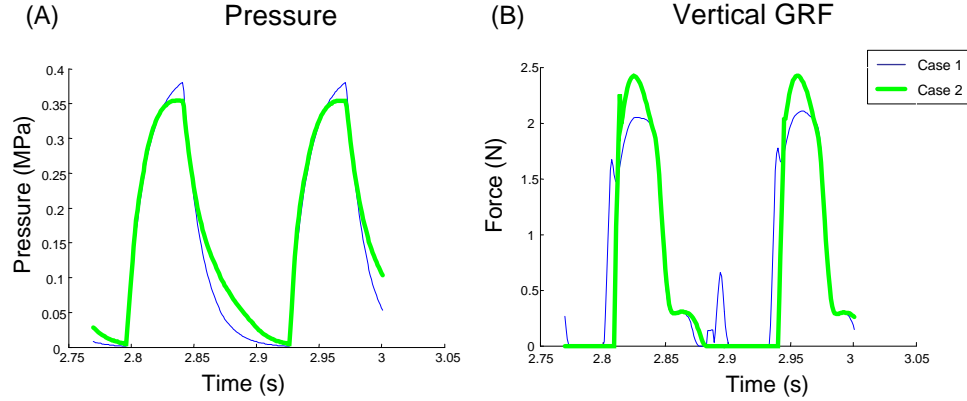 (A)
Pressure
Pressure (MPa)
0.4
0.35
0.3
0.25
0.2
0.15
0.1
0.05
0
2.75
2.8
2.85
2.9
2.95
3
3.05
Time (s)
(B)
Vertical GRF
Case 1
Case 2
Force (N)
2.5
2
1.5
1
0.5
0
2.75
2.8
2.85
2.9
2.95
3
3.05
Time (s)